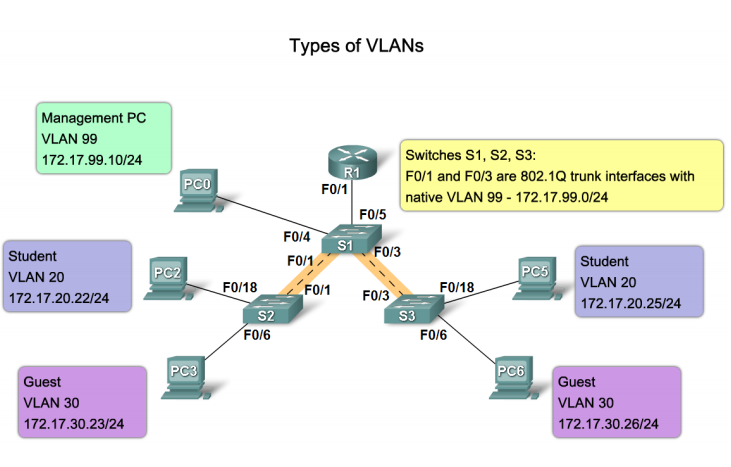 Types of VLANs
Management PC
VLAN 99
172.17.99.10/24
PC0
R1
F0/1
Switches S1, S2, S3:
F0/1 and F0/3 are 802.1Q trunk interfaces with
native VLAN 99 - 172.17.99.0/24
F0/5
F0/4
S1
F0/1
F0/3
Student
VLAN 20
172.17.20.22/24
PC2
F0/18
F0/1
S2
F0/6
F0/3
F0/18
S3
F0/6
PC5
Student
VLAN 20
172.17.20.25/24
Guest
VLAN 30
172.17.30.23/24
PC3
PC6
Guest
VLAN 30
172.17.30.26/24